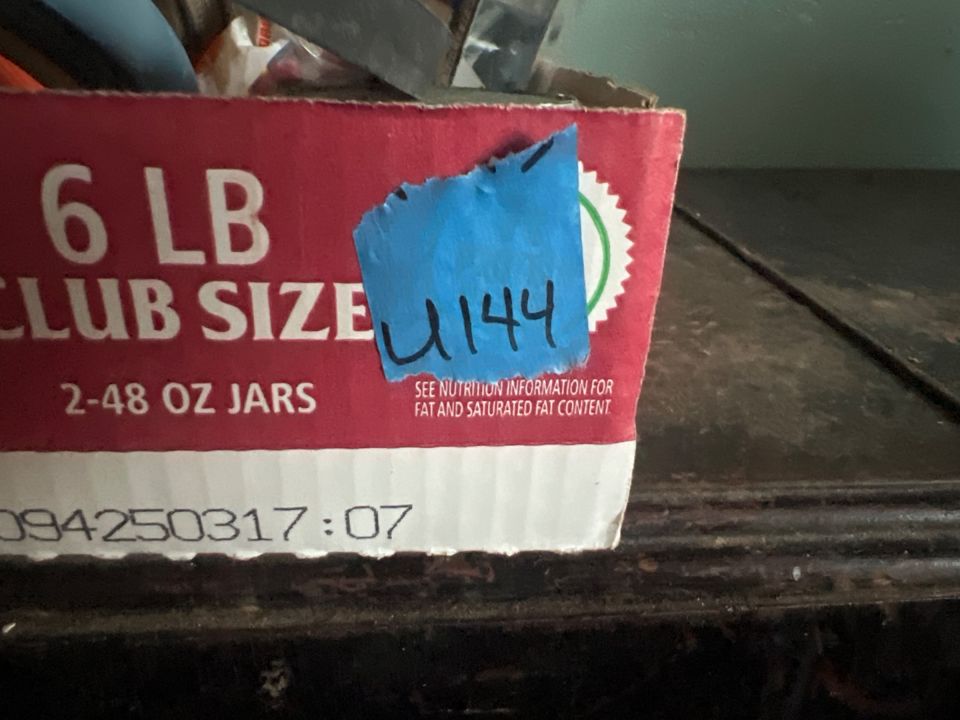 6 LB
CLUB SIZE
U144
2-48 OZ JARS
SEE NUTRITION INFORMATION FOR
FAT AND SATURATED FAT CONTENT.
094250317:07